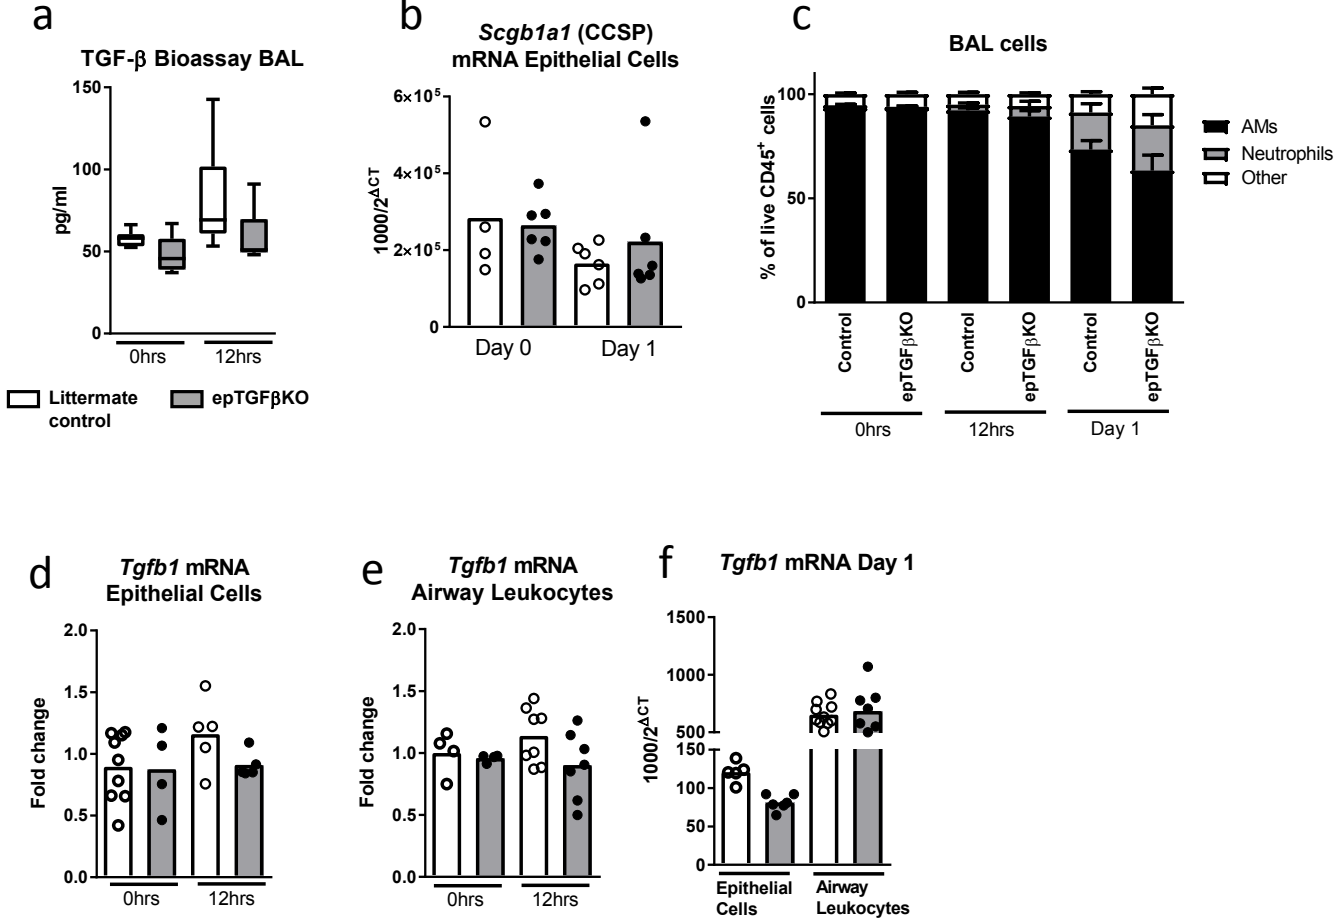 a
TGF-β Bioassay BAL
150
100
50
0
pg/ml
0hrs
12hrs
Littermate
control
epTGFβKO
b
Scgb1a1 (CCSP)
mRNA Epithelial Cells
6×10⁵
4×10⁵
2×10⁵
0
1000/2^ΔCT
Day 0
Day 1
c
BAL cells
100
50
0
% of live CD45⁺ cells
AMs
Neutrophils
Other
Control
epTGFβKO
Control
epTGFβKO
Control
epTGFβKO
0hrs
12hrs
Day 1
d
Tgfb1 mRNA
Epithelial Cells
2.0
1.5
1.0
0.5
0.0
Fold change
0hrs
12hrs
e
Tgfb1 mRNA
Airway Leukocytes
2.0
1.5
1.0
0.5
0.0
Fold change
0hrs
12hrs
f
Tgfb1 mRNA Day 1
1500
1000
500
150
100
50
0
1000/2^ΔCT
Epithelial
Cells
Airway
Leukocytes